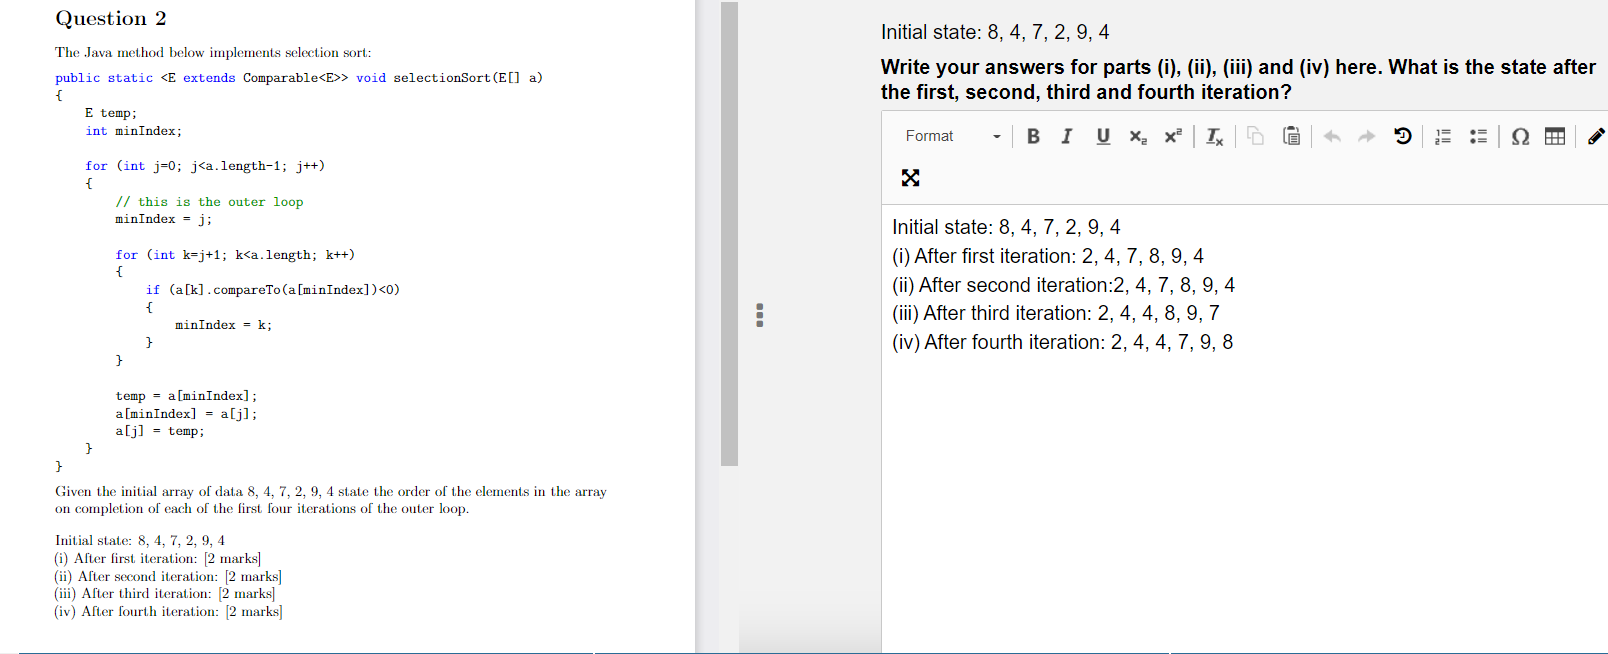 Question 2
The Java method below implements selection sort:
public static <E extends Comparable<E>> void selectionSort(E[] a)
{
E temp;
int minIndex;
for (int j=0; j<a.length-1; j++)
{
// this is the outer loop
minIndex = j;
for (int k=j+1; k<a.length; k++)
{
if (a[k].compareTo(a[minIndex])<0)
{
minIndex = k;
}
}
temp = a[minIndex];
a[minIndex] = a[j];
a[j] = temp;
}
}
Given the initial array of data 8, 4, 7, 2, 9, 4 state the order of the elements in the array
on completion of each of the first four iterations of the outer loop.
Initial state: 8, 4, 7, 2, 9, 4
(i) After first iteration: [2 marks]
(ii) After second iteration: [2 marks]
(iii) After third iteration: [2 marks]
(iv) After fourth iteration: [2 marks]
Initial state: 8, 4, 7, 2, 9, 4
Write your answers for parts (i), (ii), (iii) and (iv) here. What is the state after
the first, second, third and fourth iteration?
Format B I U x₂ x² Tx Ω
Initial state: 8, 4, 7, 2, 9, 4
(i) After first iteration: 2, 4, 7, 8, 9, 4
(ii) After second iteration:2, 4, 7, 8, 9, 4
(iii) After third iteration: 2, 4, 4, 8, 9, 7
(iv) After fourth iteration: 2, 4, 4, 7, 9, 8